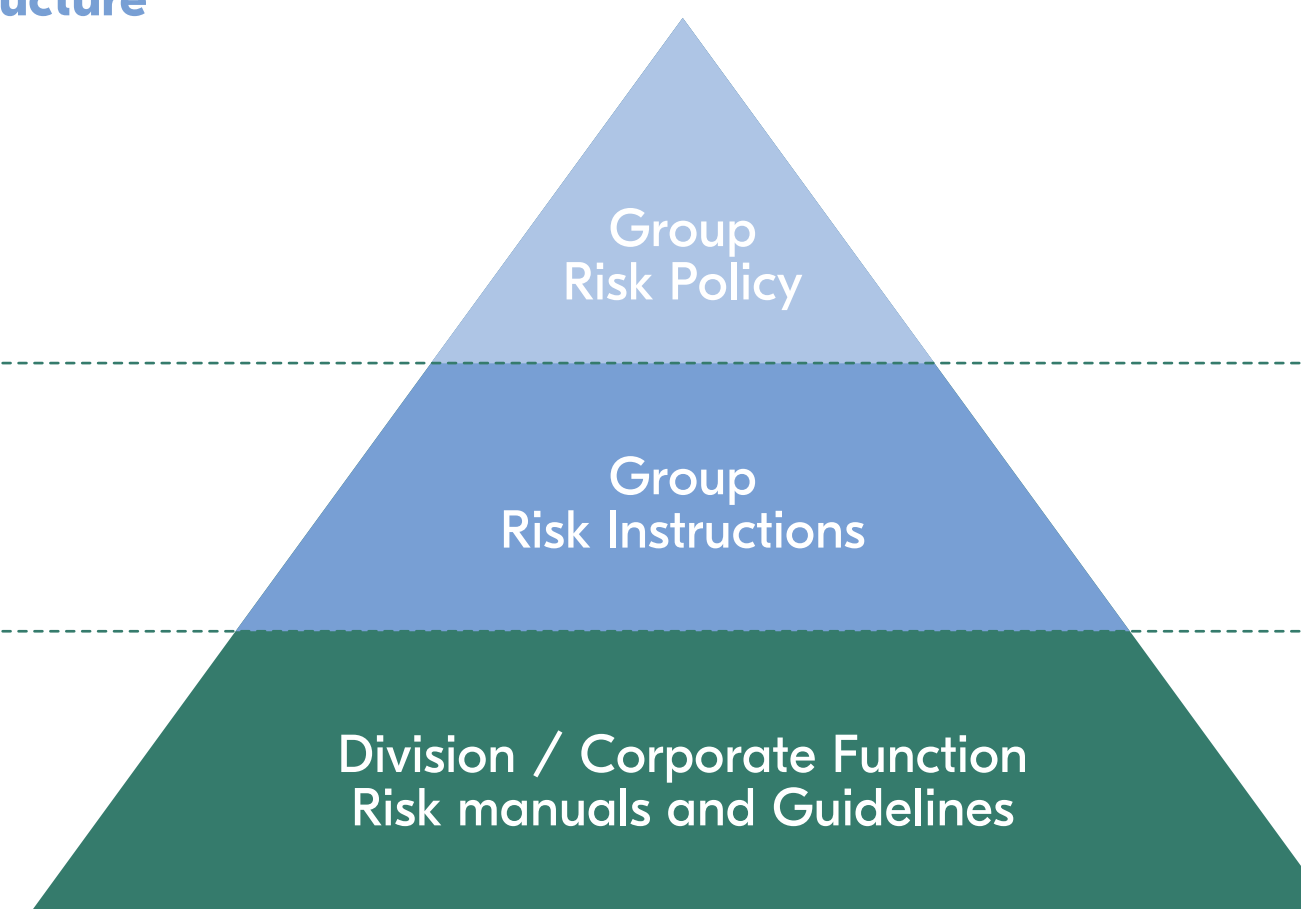 ucture
Group
Risk Policy
Group
Risk Instructions
Division / Corporate Function
Risk manuals and Guidelines